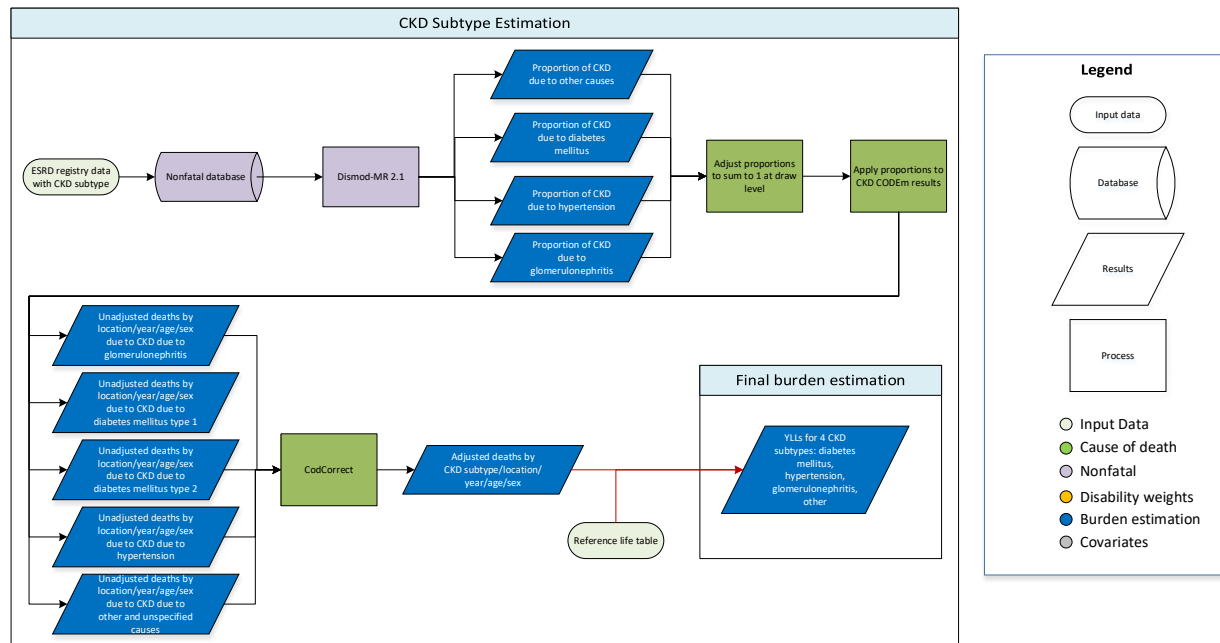 CKD Subtype Estimation
Proportion of CKD
due to other causes
Proportion of CKD
due to diabetes
mellitus
Proportion of CKD
due to hypertension
Proportion of CKD
due to
glomerulonephritis
ESRD registry data
with CKD subtype
Nonfatal database
Dismod-MR 2.1
Adjust proportions
to sum to 1 at draw
level
Apply proportions to
CKD CODEm results
Unadjusted deaths by
location/year/age/sex
due to CKD due to
glomerulonephritis
Unadjusted deaths by
location/year/age/sex
due to CKD due to
diabetes mellitus type 1
Unadjusted deaths by
location/year/age/sex
due to CKD due to
diabetes mellitus type 2
Unadjusted deaths by
location/year/age/sex
due to CKD due to
hypertension
Unadjusted deaths by
location/year/age/sex
due to CKD due to
other and unspecified
causes
CodCorrect
Adjusted deaths by
CKD subtype/location/
year/age/sex
Reference life table
Final burden estimation
YLLs for 4 CKD
subtypes: diabetes
mellitus,
hypertension,
glomerulonephritis,
other
Legend
Input data
Database
Results
Process
Input Data
Cause of death
Nonfatal
Disability weights
Burden estimation
Covariates